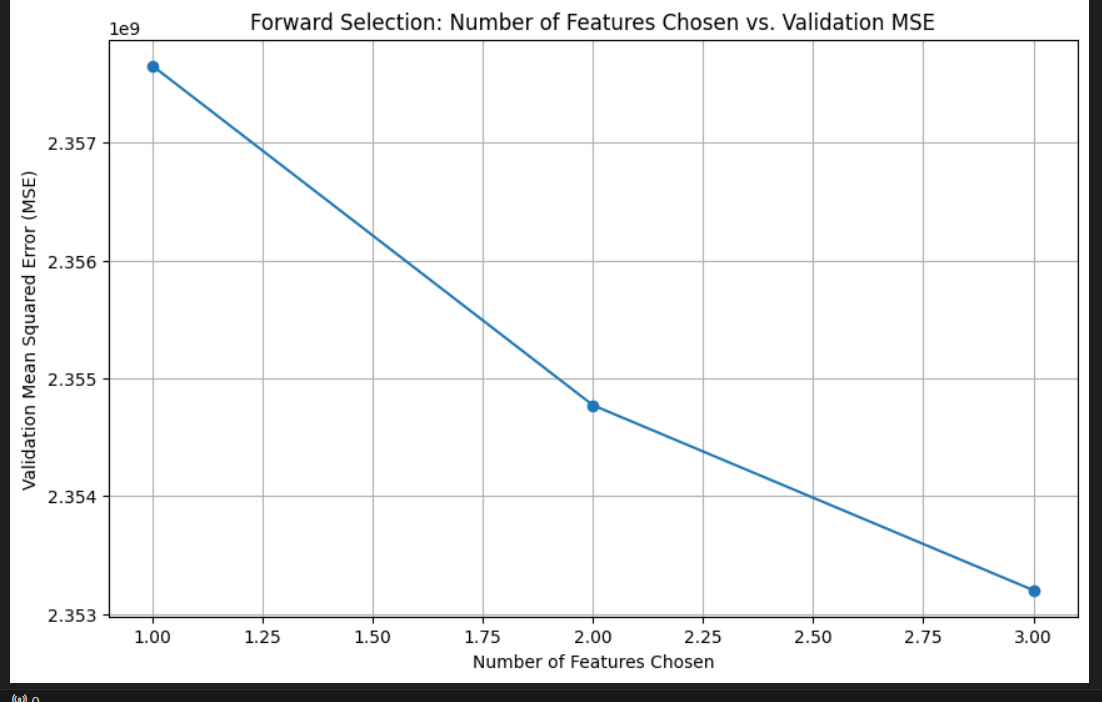 Forward Selection: Number of Features Chosen vs. Validation MSE
1e9
2.357
2.356
2.355
2.354
2.353
Validation Mean Squared Error (MSE)
1.00 1.25 1.50 1.75 2.00 2.25 2.50 2.75 3.00
Number of Features Chosen
0